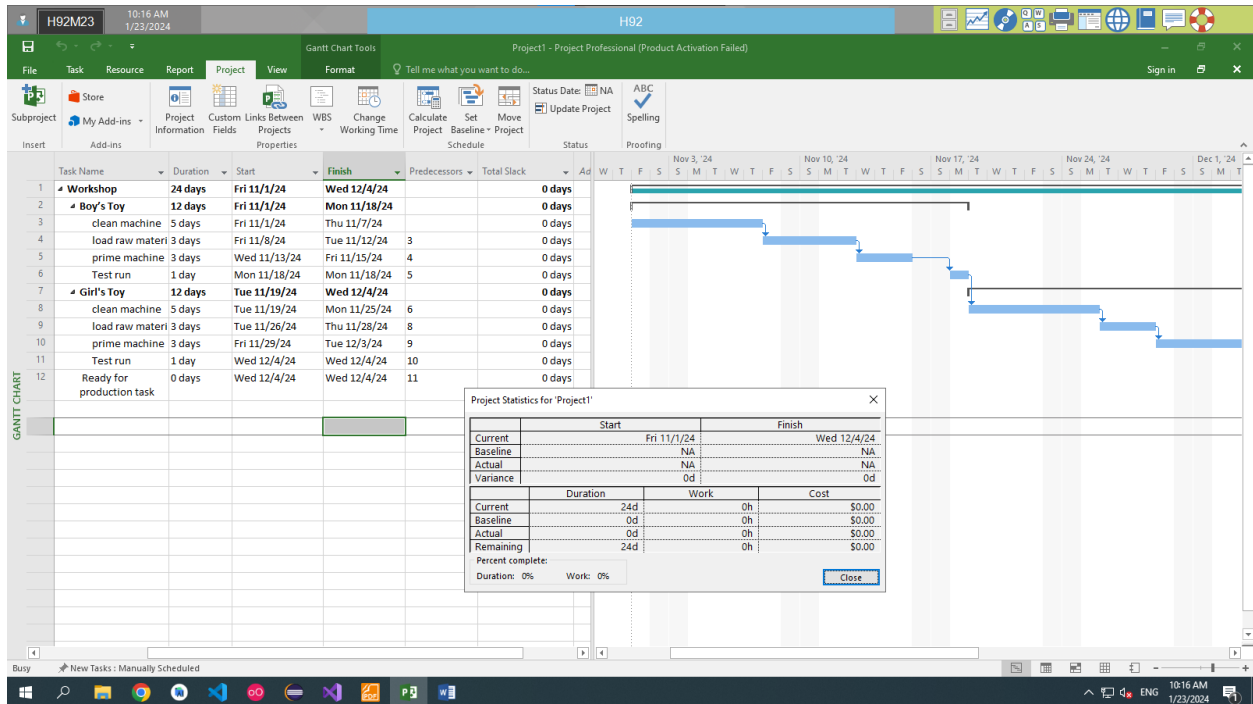 H92M23
10:16 AM
1/23/2024
H92
Gantt Chart Tools
Project1 - Project Professional (Product Activation Failed)
File Task Resource Report Project View Format Tell me what you want to do... Sign in
Subproject
Store
My Add-ins
Project Information
Custom Fields
Links Between Projects
WBS
Change Working Time
Calculate Project
Set Baseline
Move Project
Status Date: NA
Update Project
ABC
Spelling
Insert Add-ins Properties Schedule Status Proofing
Task Name Duration Start Finish Predecessors Total Slack Ad
Nov 3, '24 Nov 10, '24 Nov 17, '24 Nov 24, '24 Dec 1, '24
W T F S S M T W T F S S M T W T F S S M T W T F S S M T W T F S S M T
1 Workshop 24 days Fri 11/1/24 Wed 12/4/24 0 days
2 Boy's Toy 12 days Fri 11/1/24 Mon 11/18/24 0 days
3 clean machine 5 days Fri 11/1/24 Thu 11/7/24 0 days
4 load raw materi 3 days Fri 11/8/24 Tue 11/12/24 3 0 days
5 prime machine 3 days Wed 11/13/24 Fri 11/15/24 4 0 days
6 Test run 1 day Mon 11/18/24 Mon 11/18/24 5 0 days
7 Girl's Toy 12 days Tue 11/19/24 Wed 12/4/24 0 days
8 clean machine 5 days Tue 11/19/24 Mon 11/25/24 6 0 days
9 load raw materi 3 days Tue 11/26/24 Thu 11/28/24 8 0 days
10 prime machine 3 days Fri 11/29/24 Tue 12/3/24 9 0 days
11 Test run 1 day Wed 12/4/24 Wed 12/4/24 10 0 days
12 Ready for 0 days Wed 12/4/24 Wed 12/4/24 11 0 days
production task
GANTT CHART
Project Statistics for 'Project1'
Start Finish
Current Fri 11/1/24 Wed 12/4/24
Baseline NA NA
Actual NA NA
Variance 0d 0d
Duration Work Cost
Current 24d 0h $0.00
Baseline 0d 0h $0.00
Actual 0d 0h $0.00
Remaining 24d 0h $0.00
Percent complete:
Duration: 0% Work: 0%
Close
Busy New Tasks : Manually Scheduled
ENG
10:16 AM
1/23/2024